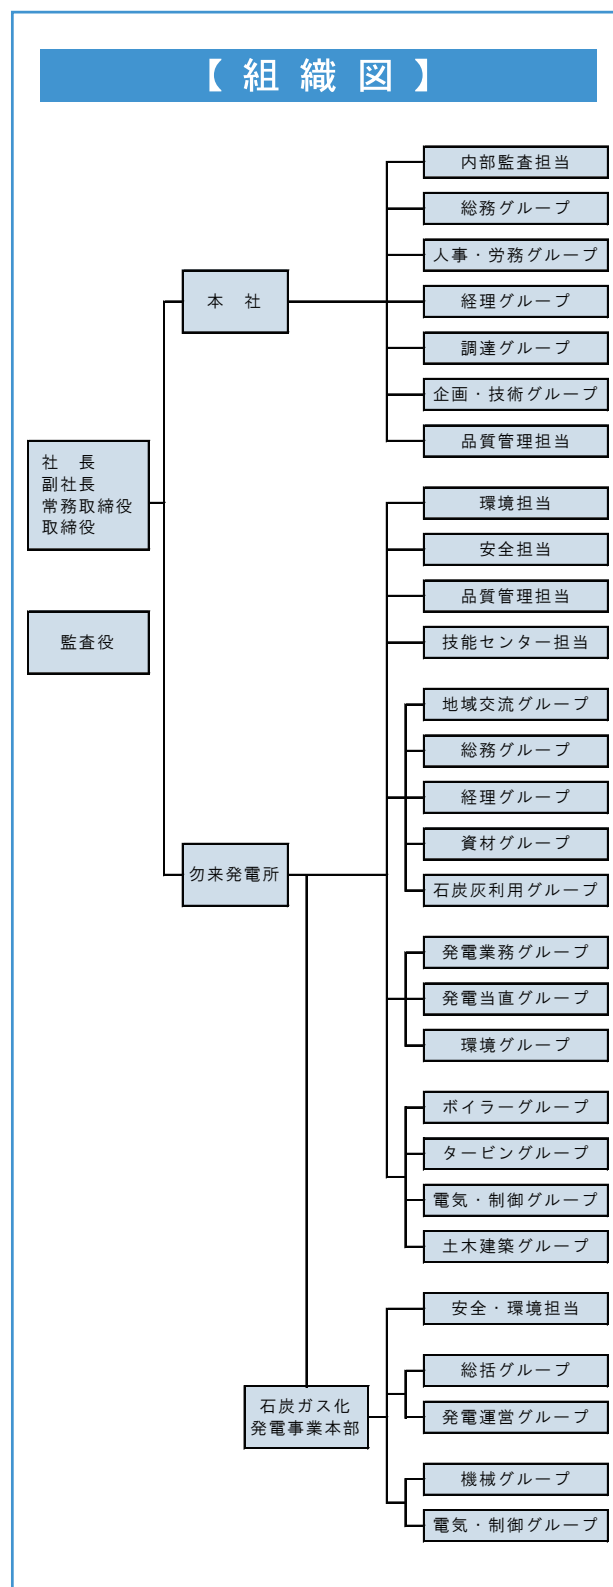 【組織図】
社　長
副社長
常務取締役
取締役
監査役
本　社
内部監査担当
総務グループ
人事・労務グループ
経理グループ
調達グループ
企画・技術グループ
品質管理担当
勿来発電所
環境担当
安全担当
品質管理担当
技能センター担当
地域交流グループ
総務グループ
経理グループ
資材グループ
石炭灰利用グループ
発電業務グループ
発電当直グループ
環境グループ
ボイラーグループ
タービングループ
電気・制御グループ
土木建築グループ
石炭ガス化
発電事業本部
安全・環境担当
総括グループ
発電運営グループ
機械グループ
電気・制御グループ